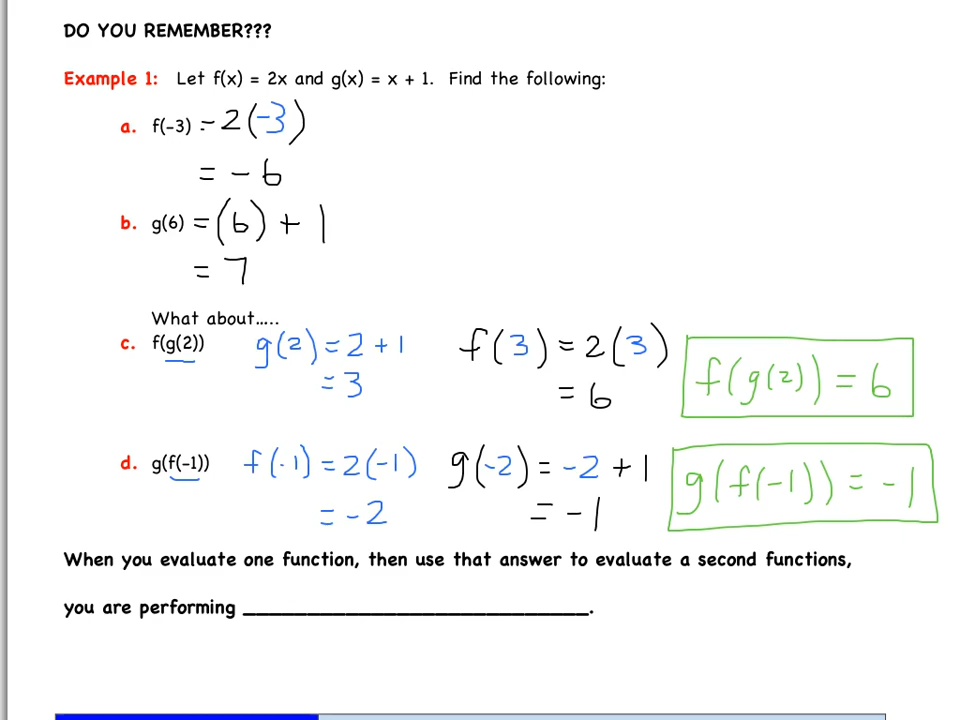 DO YOU REMEMBER???
Example 1: Let f(x) = 2x and g(x) = x + 1. Find the following:
a. f(-3) = 2(-3)
= -6
b. g(6) = (6) + 1
= 7
What about.....
c. f(g(2)) g(2) = 2 + 1 f(3) = 2(3) f(g(2)) = 6
= 3 = 6
d. g(f(-1)) f(-1) = 2(-1) g(-2) = -2 + 1 g(f(-1)) = -1
= -2 = -1
When you evaluate one function, then use that answer to evaluate a second functions,
you are performing ___________________________.